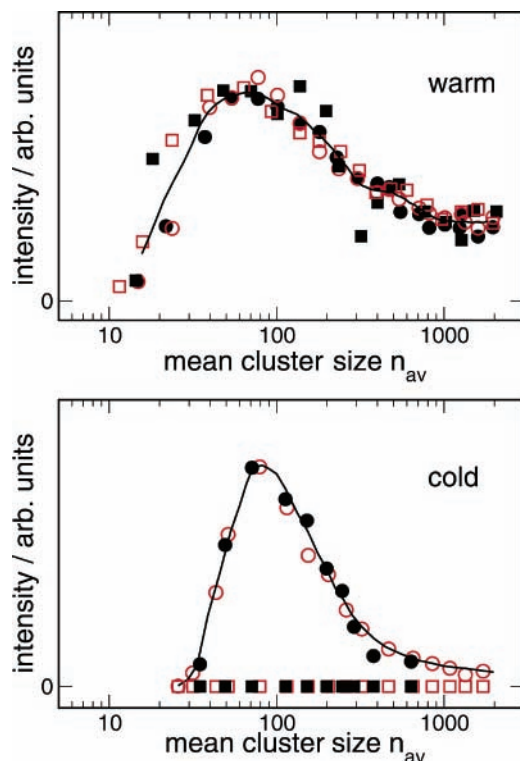 warm
intensity / arb. units
0
10 100 1000
mean cluster size n_av
cold
intensity / arb. units
0
10 100 1000
mean cluster size n_av